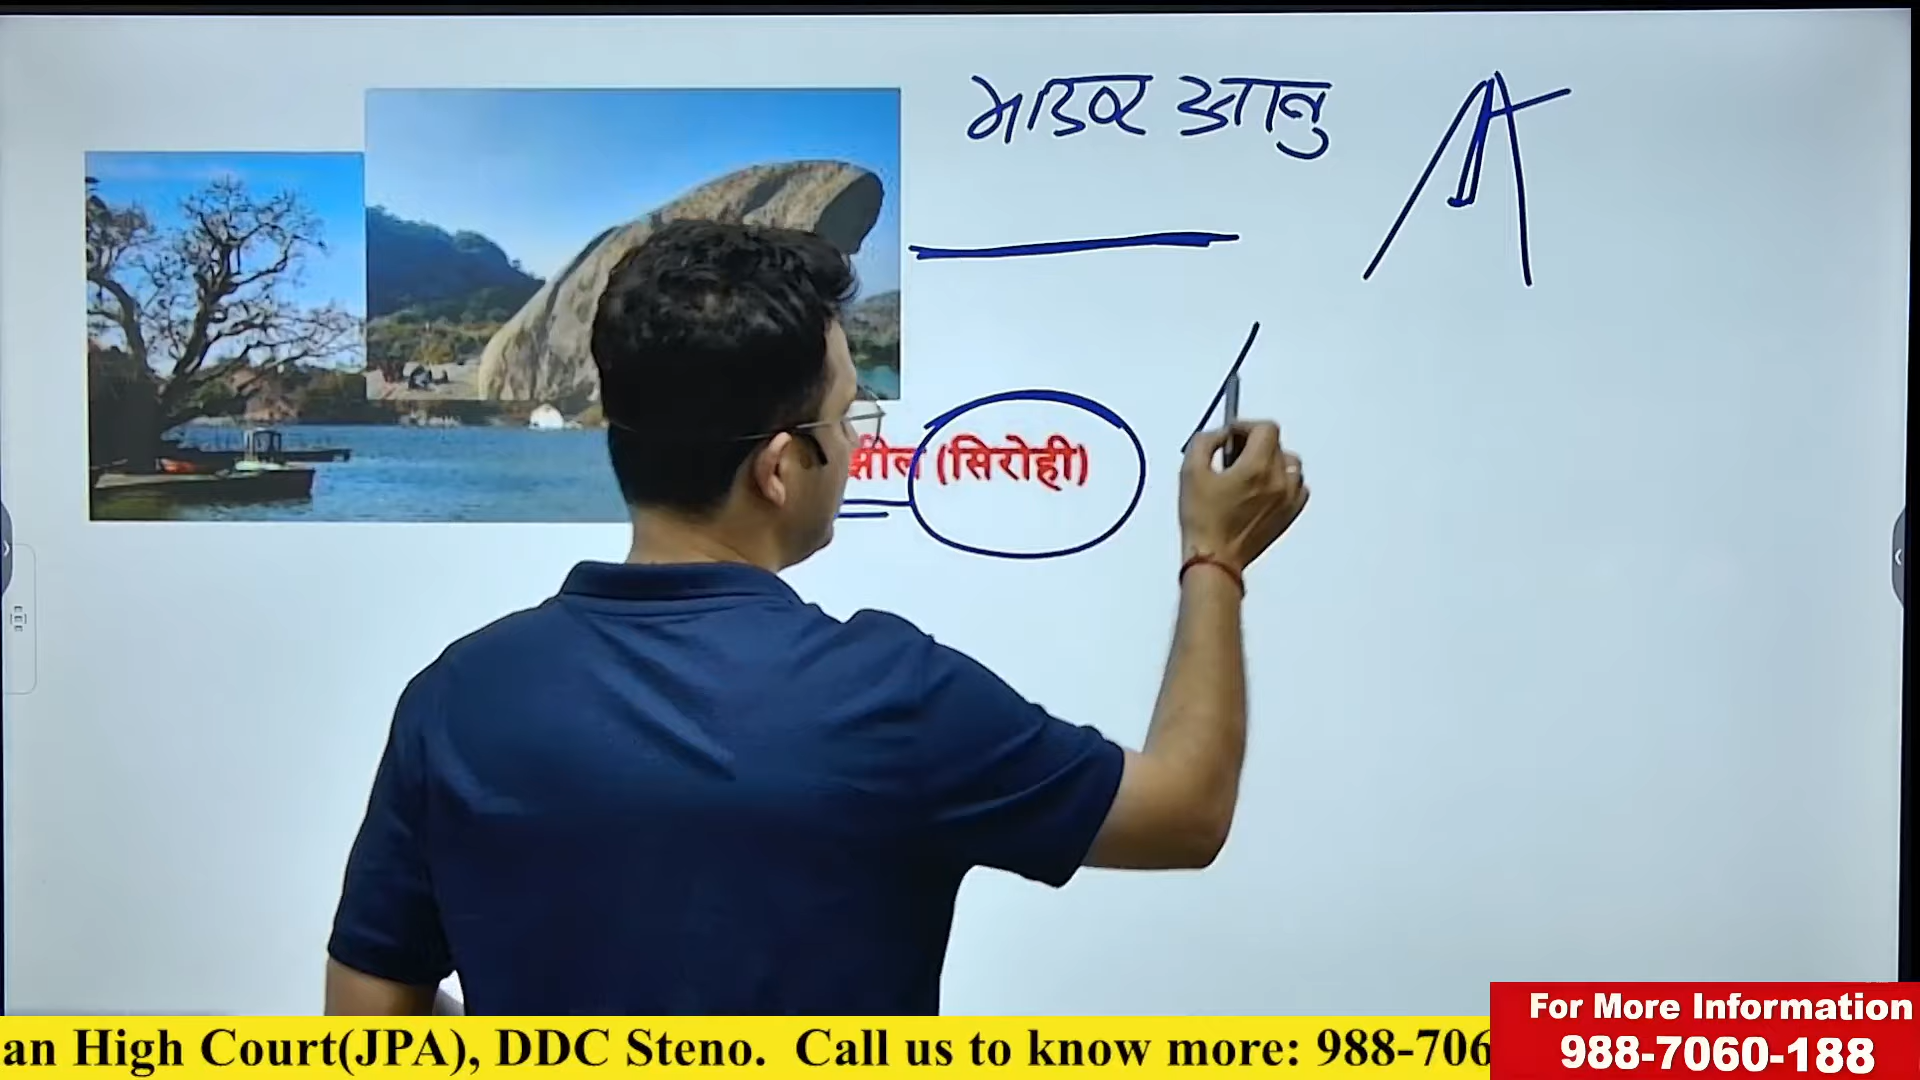 माउण्ट आबु
झील (सिरोही)
an High Court(JPA), DDC Steno. Call us to know more: 988-706
For More Information
988-7060-188